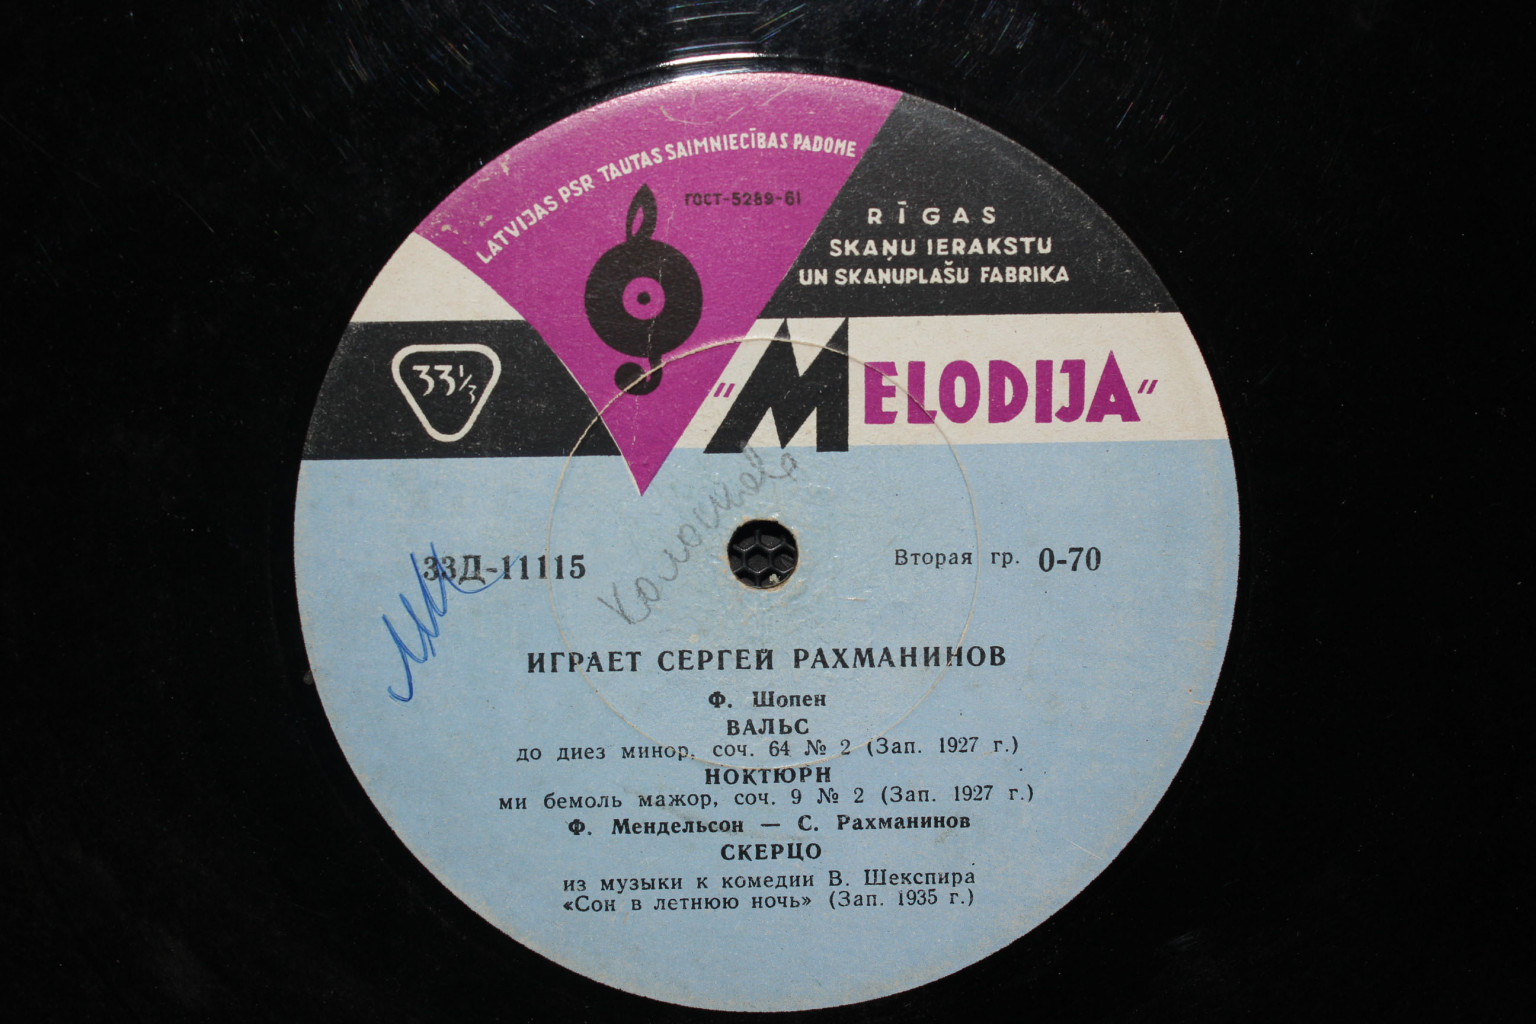 LATVIJAS PSR TAUTAS SAIMNIECĪBAS PADOME
ГОСТ-5289-61
RĪGAS
SKAŅU IERAKSTU
UN SKAŅUPLAŠU FABRIKA
33⅓
"MELODIJA"
33Д-11115
Вторая гр. 0-70
ИГРАЕТ СЕРГЕЙ РАХМАНИНОВ
Ф. Шопен
ВАЛЬС
до диез минор, соч. 64 № 2 (Зап. 1927 г.)
НОКТЮРН
ми бемоль мажор, соч. 9 № 2 (Зап. 1927 г.)
Ф. Мендельсон — С. Рахманинов
СКЕРЦО
из музыки к комедии В. Шекспира
«Сон в летнюю ночь» (Зап. 1935 г.)